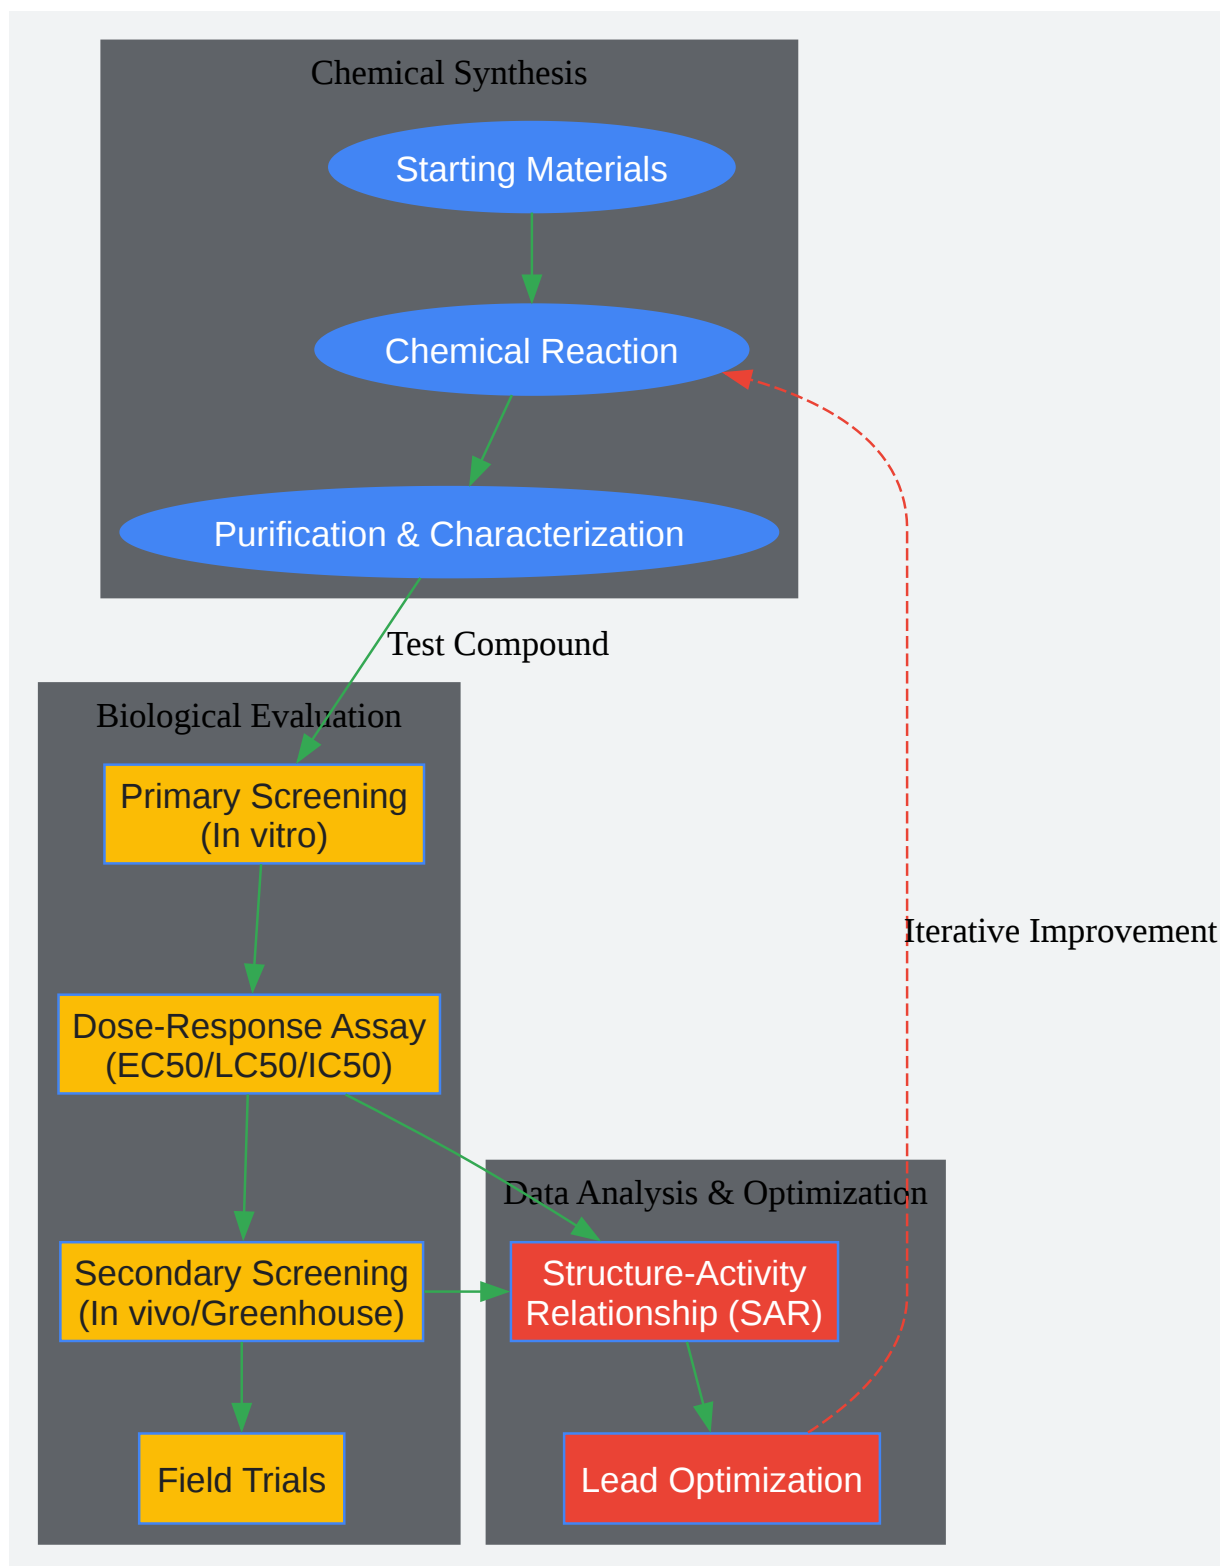 Chemical Synthesis
Starting Materials
Chemical Reaction
Purification & Characterization
Test Compound
Biological Evaluation
Primary Screening
(In vitro)
Iterative Improvement
Dose-Response Assay
(EC50/LC50/IC50)
Data Analysis & Optimization
Secondary Screening
(In vivo/Greenhouse)
Structure-Activity
Relationship (SAR)
Field Trials
Lead Optimization